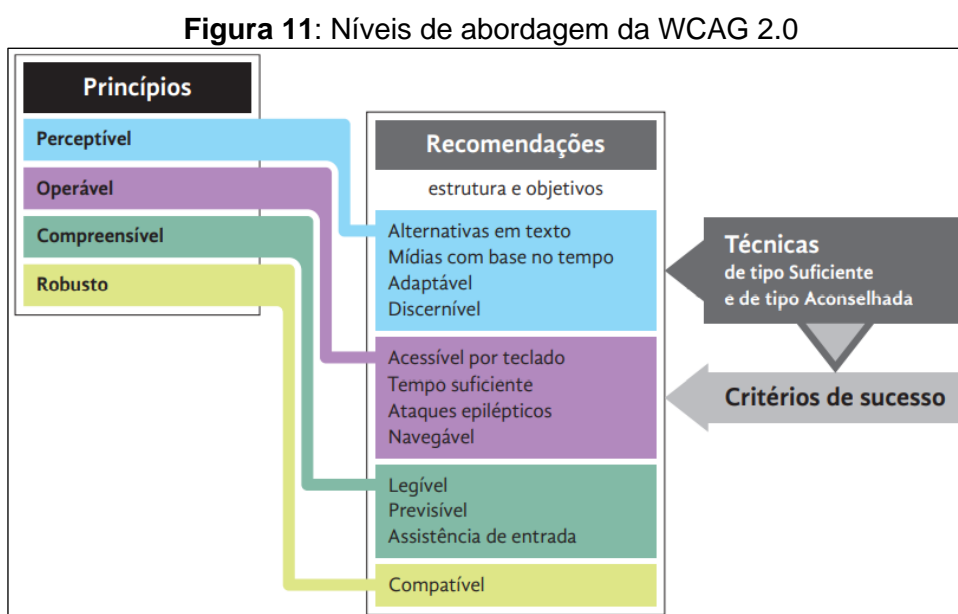 Figura 11: Níveis de abordagem da WCAG 2.0
Princípios
Perceptível
Operável
Compreensível
Robusto
Recomendações
estrutura e objetivos
Alternativas em texto
Mídias com base no tempo
Adaptável
Discernível
Acessível por teclado
Tempo suficiente
Ataques epilépticos
Navegável
Legível
Previsível
Assistência de entrada
Compatível
Técnicas
de tipo Suficiente
e de tipo Aconselhada
Critérios de sucesso